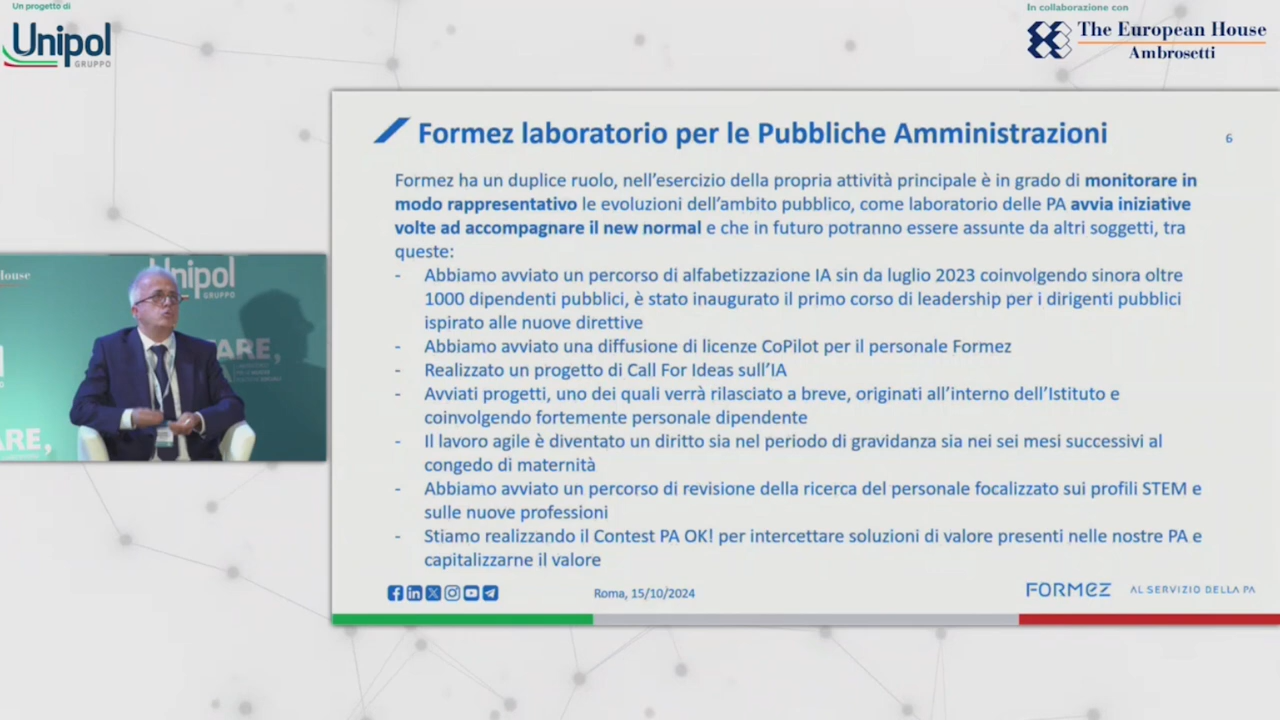 Un progetto di
Unipol
GRUPPO
In collaborazione con
The European House
Ambrosetti
Formez laboratorio per le Pubbliche Amministrazioni
6
Formez ha un duplice ruolo, nell'esercizio della propria attività principale è in grado di monitorare in
modo rappresentativo le evoluzioni dell'ambito pubblico, come laboratorio delle PA avvia iniziative
volte ad accompagnare il new normal e che in futuro potranno essere assunte da altri soggetti, tra
queste:
- Abbiamo avviato un percorso di alfabetizzazione IA sin da luglio 2023 coinvolgendo sinora oltre
1000 dipendenti pubblici, è stato inaugurato il primo corso di leadership per i dirigenti pubblici
ispirato alle nuove direttive
- Abbiamo avviato una diffusione di licenze CoPilot per il personale Formez
- Realizzato un progetto di Call For Ideas sull'IA
- Avviati progetti, uno dei quali verrà rilasciato a breve, originati all'interno dell'Istituto e
coinvolgendo fortemente personale dipendente
- Il lavoro agile è diventato un diritto sia nel periodo di gravidanza sia nei sei mesi successivi al
congedo di maternità
- Abbiamo avviato un percorso di revisione della ricerca del personale focalizzato sui profili STEM e
sulle nuove professioni
- Stiamo realizzando il Contest PA OK! per intercettare soluzioni di valore presenti nelle nostre PA e
capitalizzarne il valore
Roma, 15/10/2024
FORMEZ
AL SERVIZIO DELLA PA
House
Unipol
GRUPPO
ARE,
RE,